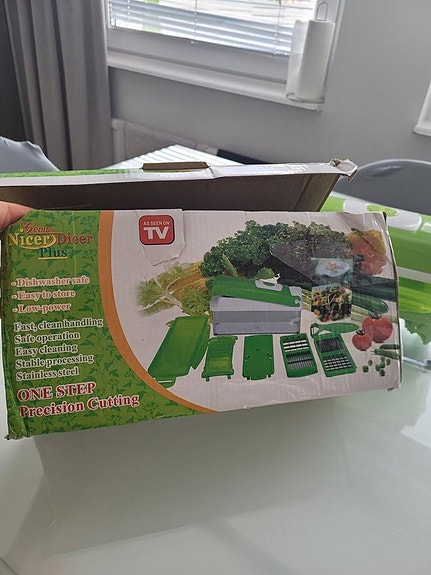 Genius
Nicer Dicer
Plus
AS SEEN ON
TV
-Dishwasher safe
-Easy to store
-Low-power
Fast, clean handling
Safe operation
Easy cleaning
Stable processing
Stainless steel
ONE STEP
Precision Cutting